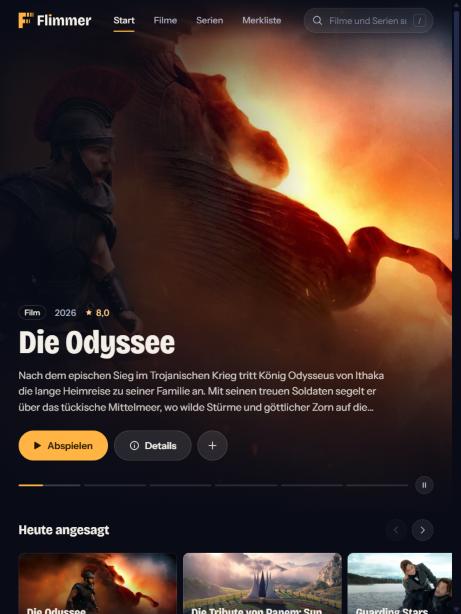 Flimmer
Start
Filme
Serien
Merkliste
Filme und Serien su
/
Film
2026
★ 8,0
Die Odyssee
Nach dem epischen Sieg im Trojanischen Krieg tritt König Odysseus von Ithaka
die lange Heimreise zu seiner Familie an. Mit seinen treuen Soldaten segelt er
über das tückische Mittelmeer, wo wilde Stürme und göttlicher Zorn auf die...
Abspielen
Details
Heute angesagt
Die Odyssee
Die Tribute von Panem: Sun
Guarding Stars